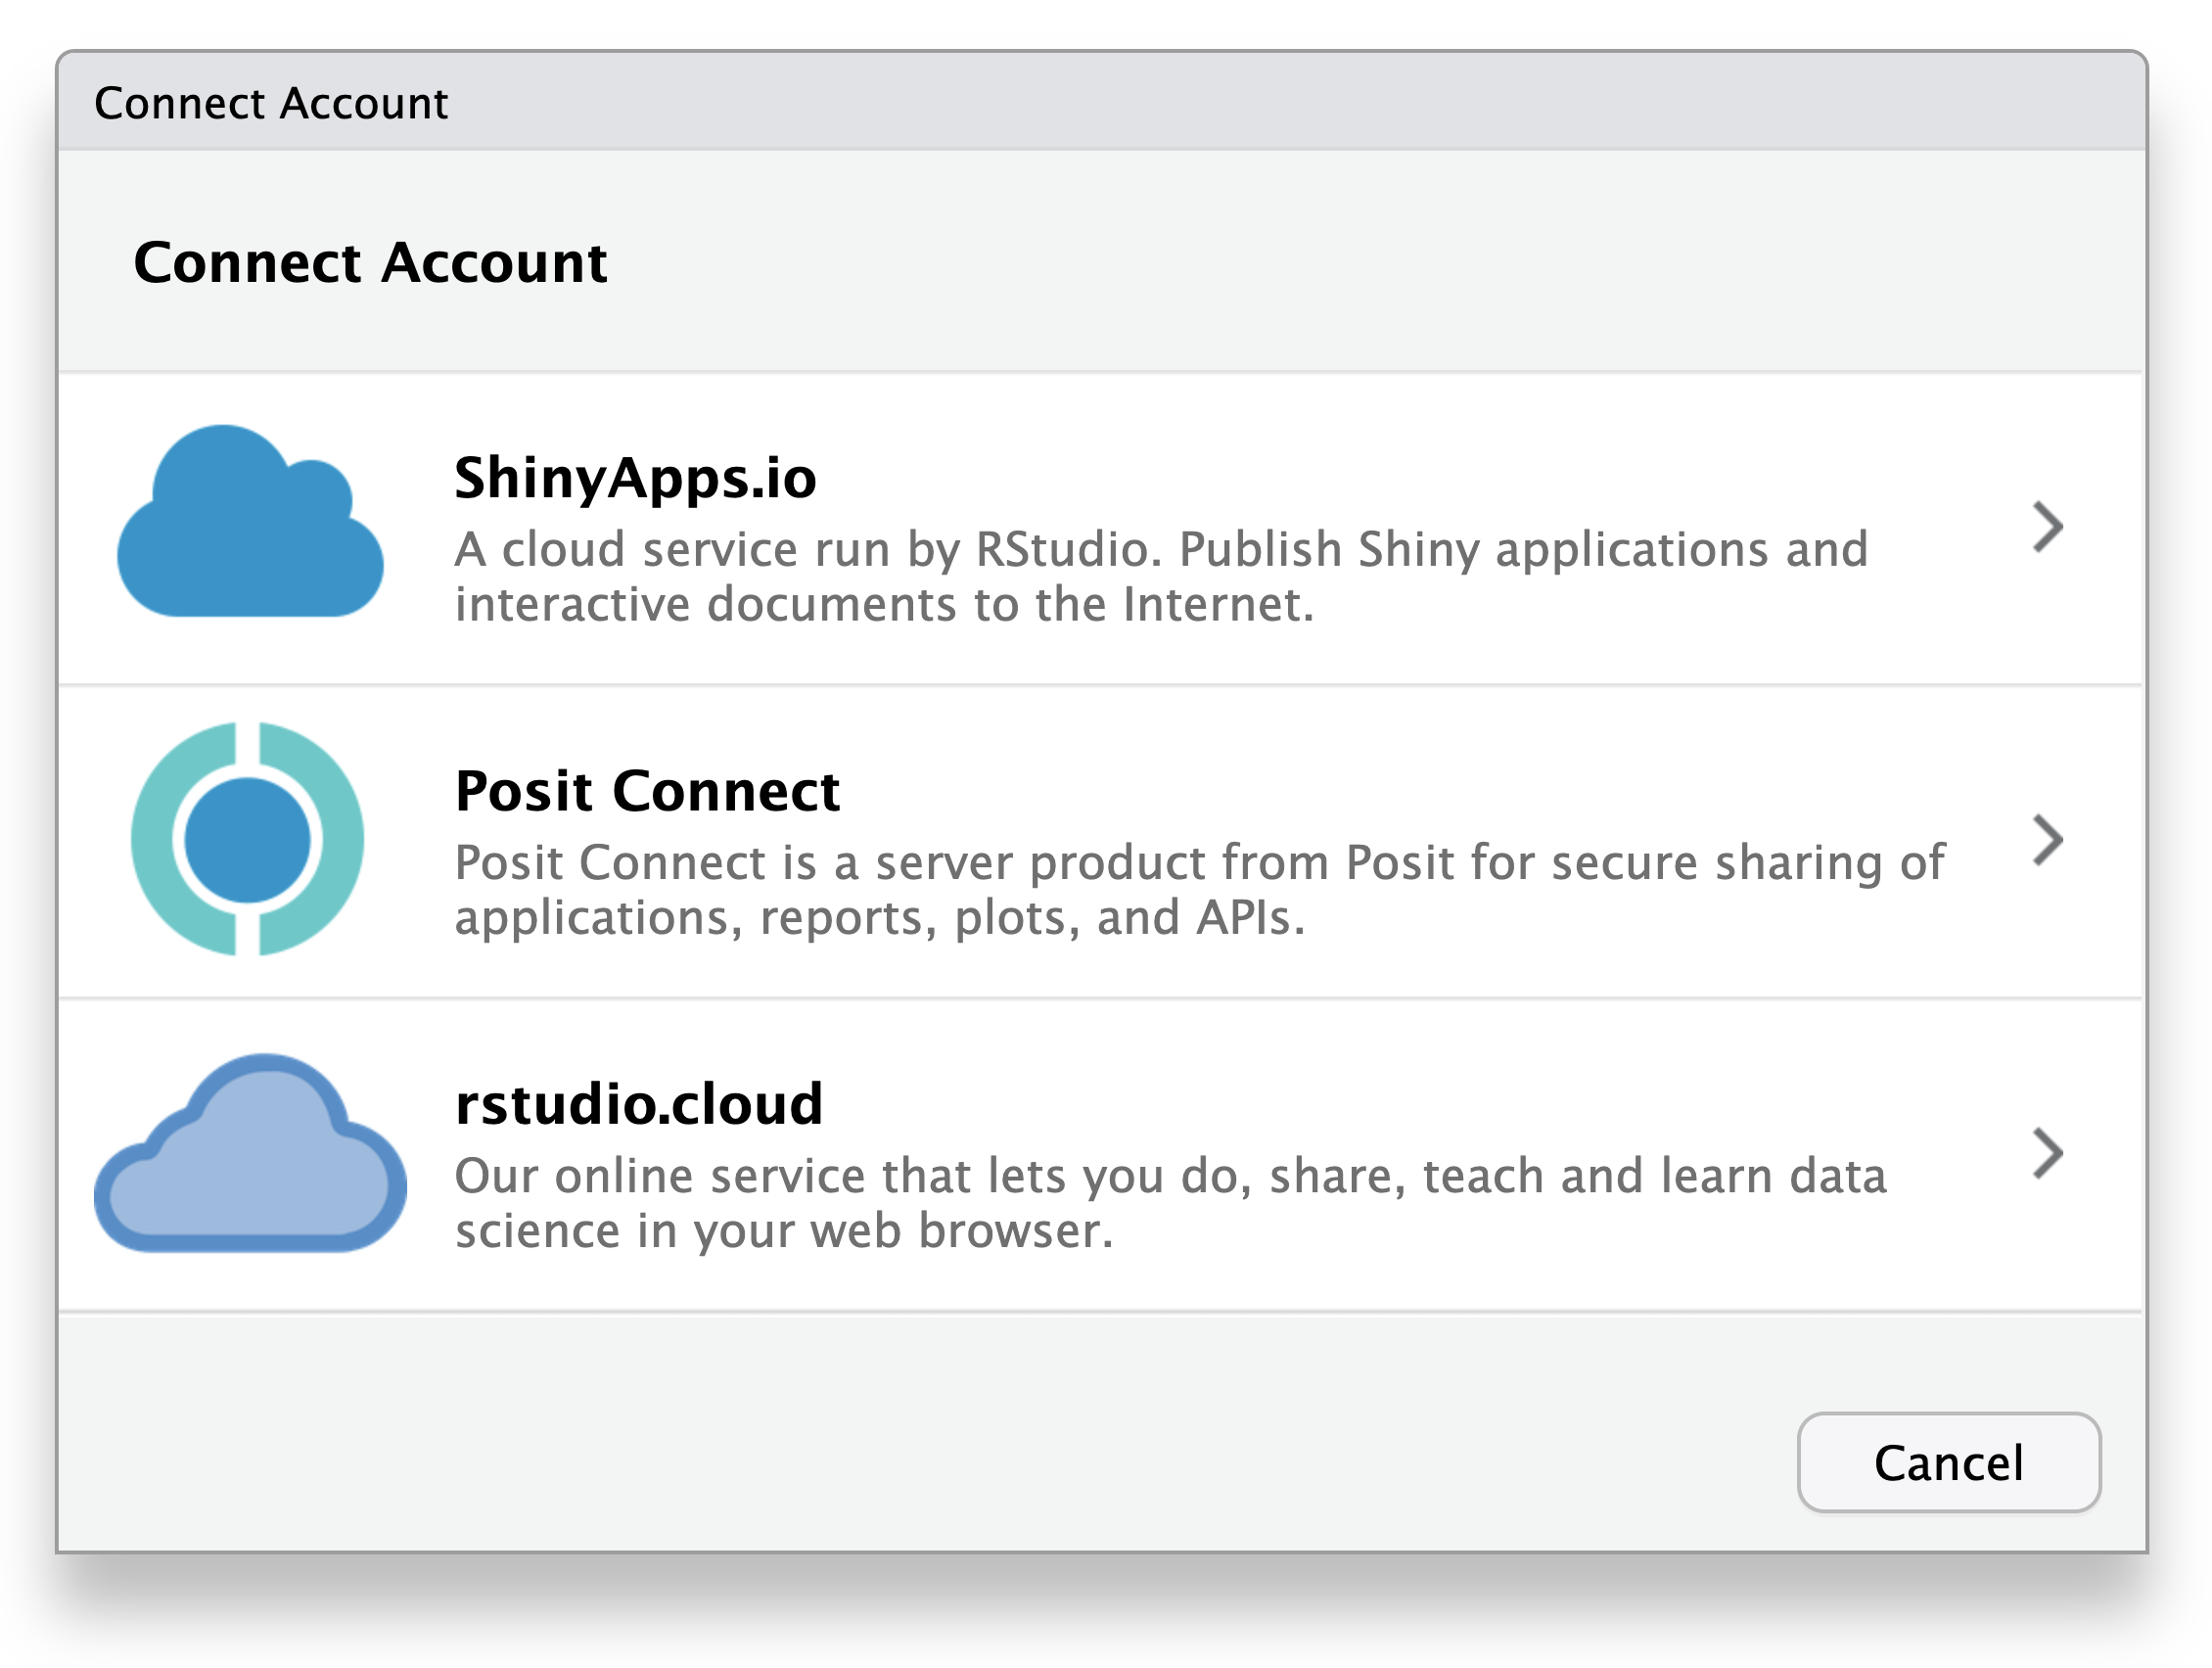 Connect Account
Connect Account
ShinyApps.io
A cloud service run by RStudio. Publish Shiny applications and
interactive documents to the Internet.
Posit Connect
Posit Connect is a server product from Posit for secure sharing of
applications, reports, plots, and APIs.
rstudio.cloud
Our online service that lets you do, share, teach and learn data
science in your web browser.
Cancel